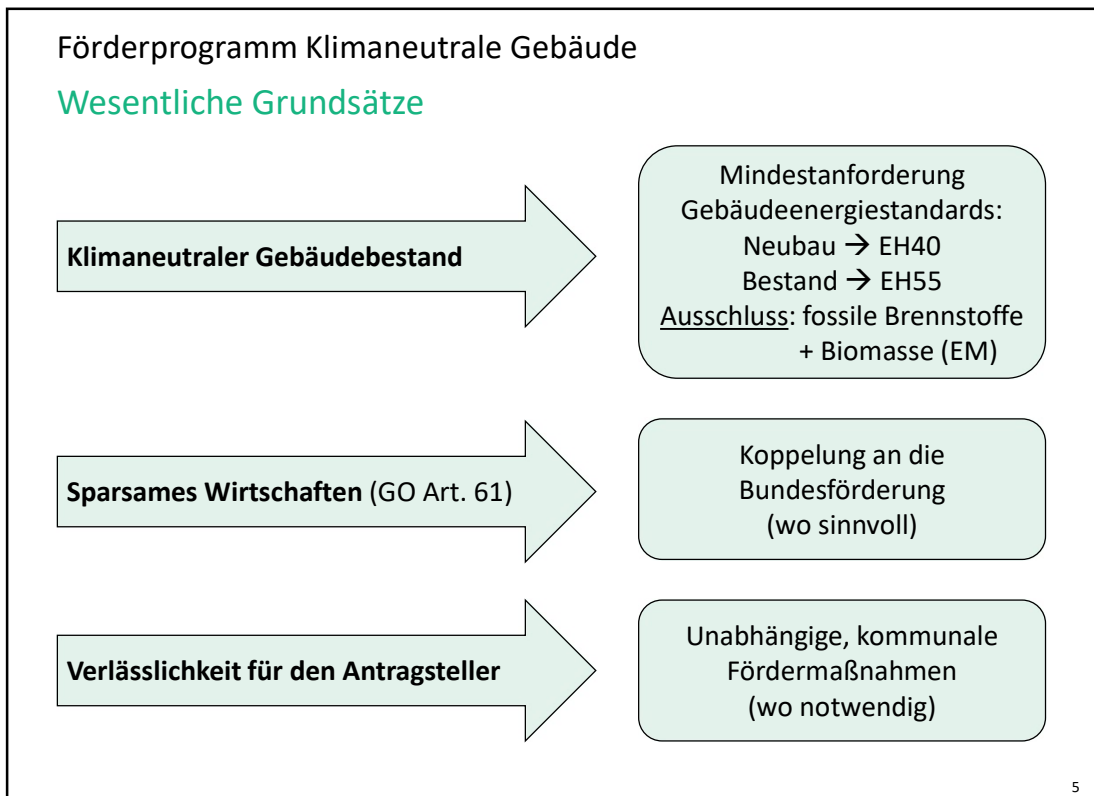 Förderprogramm Klimaneutrale Gebäude
Wesentliche Grundsätze
Klimaneutraler Gebäudebestand
Mindestanforderung
Gebäudeenergiestandards:
Neubau → EH40
Bestand → EH55
Ausschluss: fossile Brennstoffe
+ Biomasse (EM)
Sparsames Wirtschaften (GO Art. 61)
Koppelung an die
Bundesförderung
(wo sinnvoll)
Verlässlichkeit für den Antragsteller
Unabhängige, kommunale
Fördermaßnahmen
(wo notwendig)
5